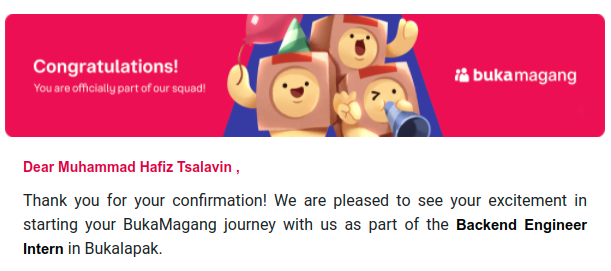 Congratulations!
You are officially part of our squad!
bukamagang
Dear Muhammad Hafiz Tsalavin ,
Thank you for your confirmation! We are pleased to see your excitement in
starting your BukaMagang journey with us as part of the Backend Engineer
Intern in Bukalapak.